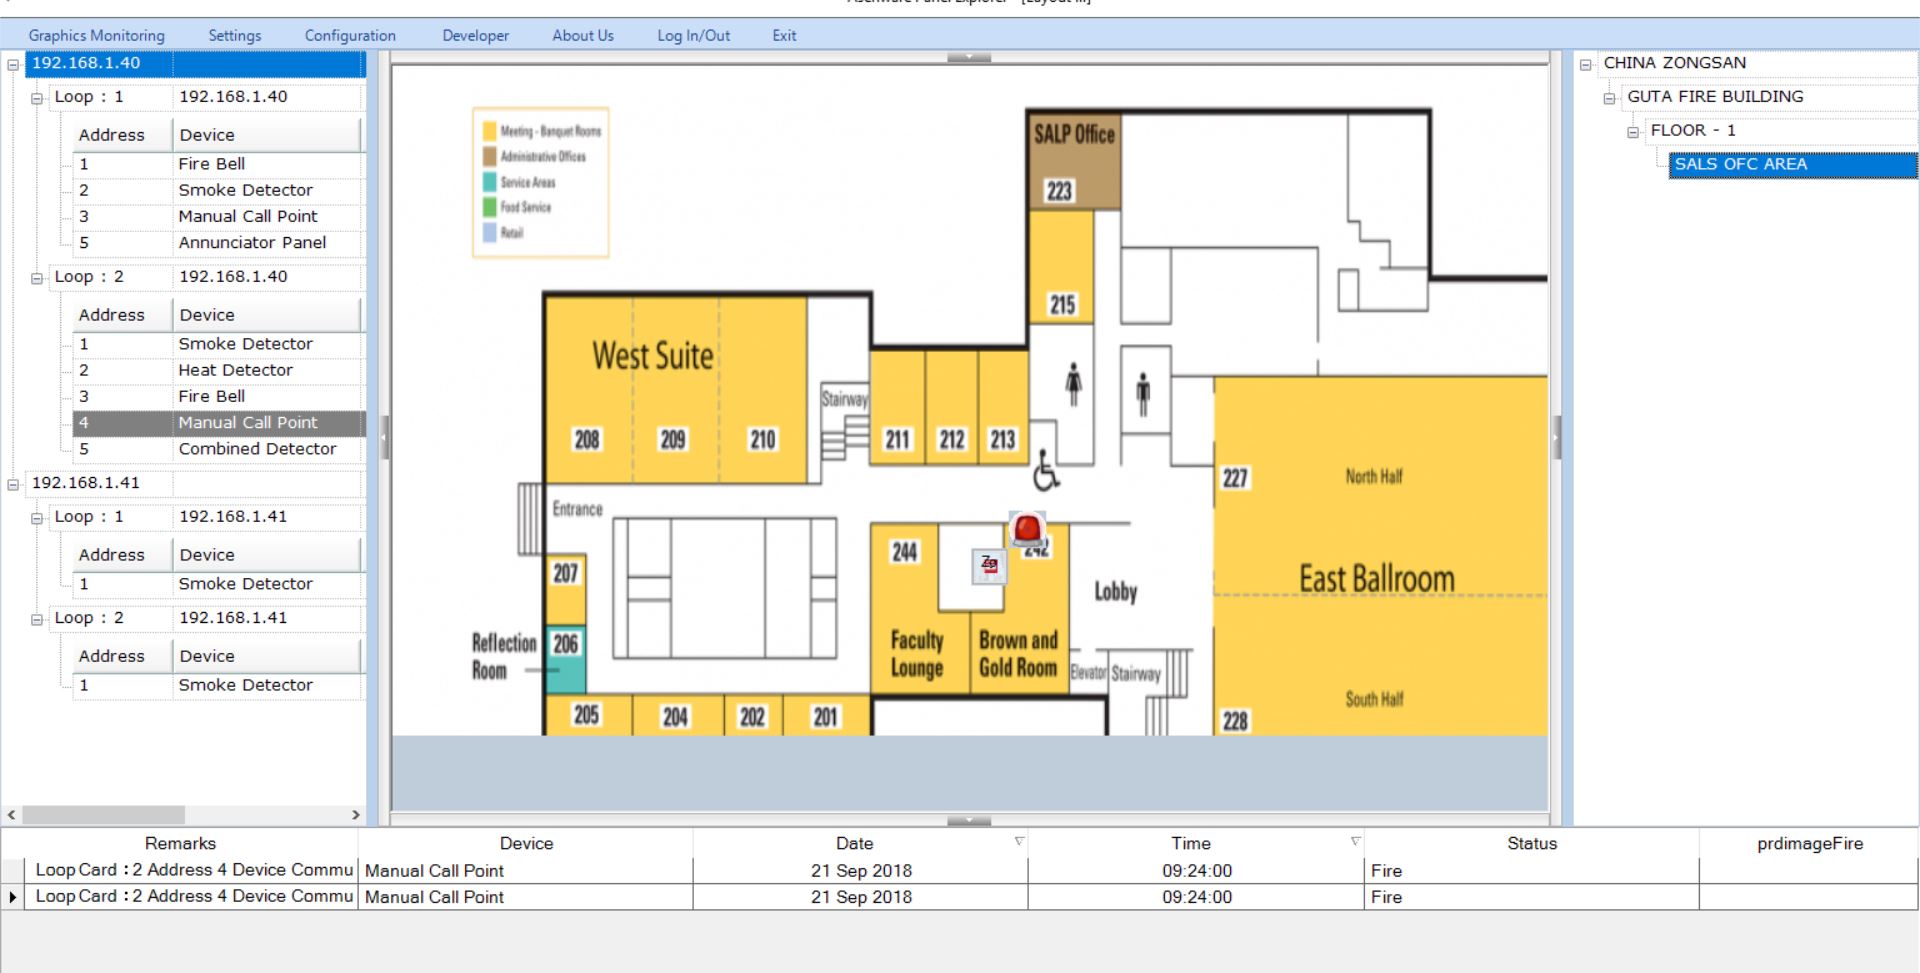 Graphics Monitoring Settings Configuration Developer About Us Log In/Out Exit
192.168.1.40
Loop : 1 192.168.1.40
Address Device
1 Fire Bell
2 Smoke Detector
3 Manual Call Point
5 Annunciator Panel
Loop : 2 192.168.1.40
Address Device
1 Smoke Detector
2 Heat Detector
3 Fire Bell
4 Manual Call Point
5 Combined Detector
192.168.1.41
Loop : 1 192.168.1.41
Address Device
1 Smoke Detector
Loop : 2 192.168.1.41
Address Device
1 Smoke Detector
Meeting - Banquet Rooms
Administrative Offices
Service Areas
Food Service
Retail
SALP Office
223
215
West Suite
Stairway
208 209 210 211 212 213
227 North Half
Entrance
244 242
207
East Ballroom
Lobby
206
Reflection
Room
Faculty
Lounge
Brown and
Gold Room
Elevator Stairway
South Half
205 204 202 201 228
CHINA ZONGSAN
GUTA FIRE BUILDING
FLOOR - 1
SALS OFC AREA
Remarks Device Date Time Status prdimageFire
Loop Card : 2 Address 4 Device Commu Manual Call Point 21 Sep 2018 09:24:00 Fire
Loop Card : 2 Address 4 Device Commu Manual Call Point 21 Sep 2018 09:24:00 Fire